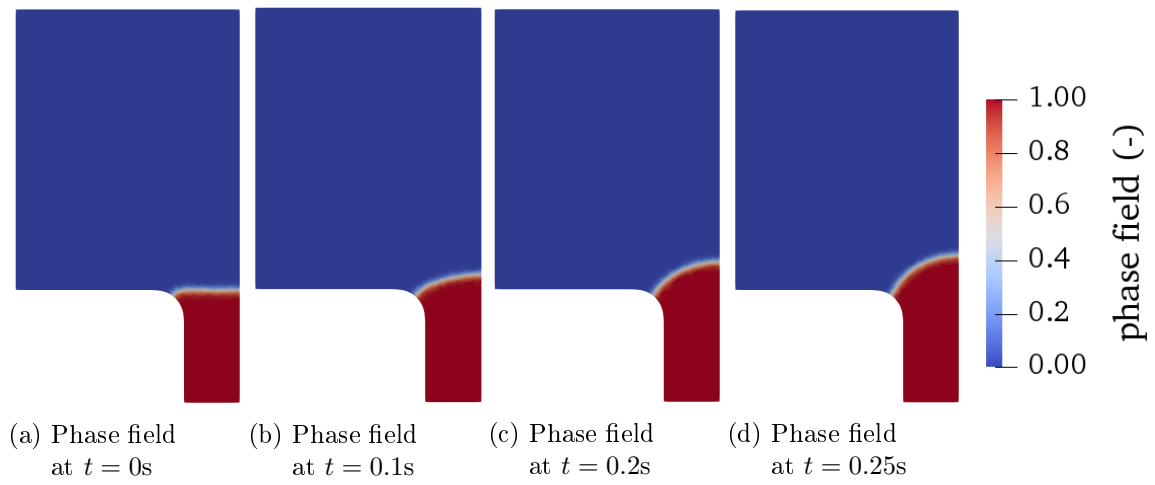 1.00
0.8
0.6
0.4
0.2
0.00
phase field (-)
(a) Phase field
at t = 0s
(b) Phase field
at t = 0.1s
(c) Phase field
at t = 0.2s
(d) Phase field
at t = 0.25s